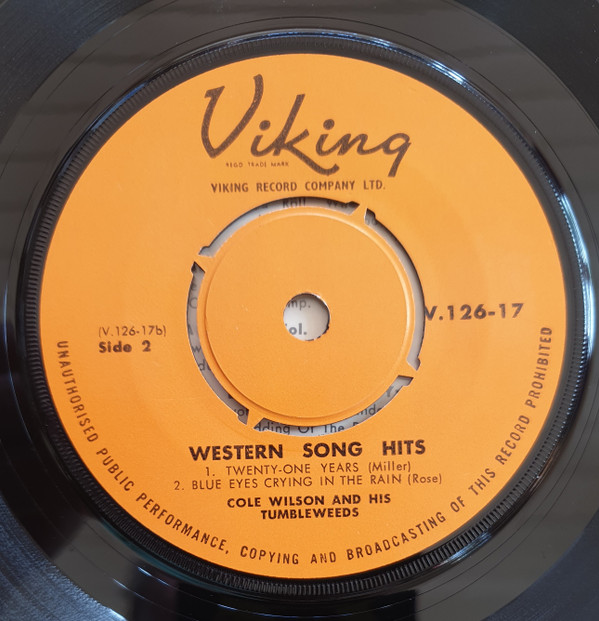 Viking
REGD TRADE MARK
VIKING RECORD COMPANY LTD.
V.126-17
(V.126-17b)
Side 2
WESTERN SONG HITS
1. TWENTY-ONE YEARS (Miller)
2. BLUE EYES CRYING IN THE RAIN (Rose)
COLE WILSON AND HIS
TUMBLEWEEDS
UNAUTHORISED PUBLIC PERFORMANCE, COPYING AND BROADCASTING OF THIS RECORD PROHIBITED